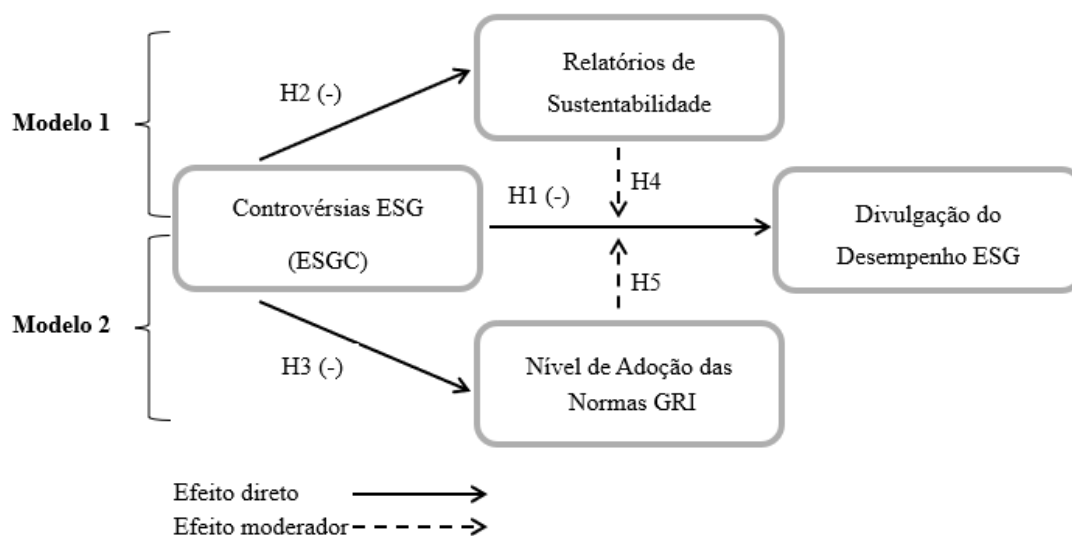 Relatórios de
Sustentabilidade
H2 (-)
Modelo 1
H4
H1 (-)
Controvérsias ESG
(ESGC)
Divulgação do
Desempenho ESG
H5
Modelo 2
H3 (-)
Nível de Adoção das
Normas GRI
Efeito direto
Efeito moderador